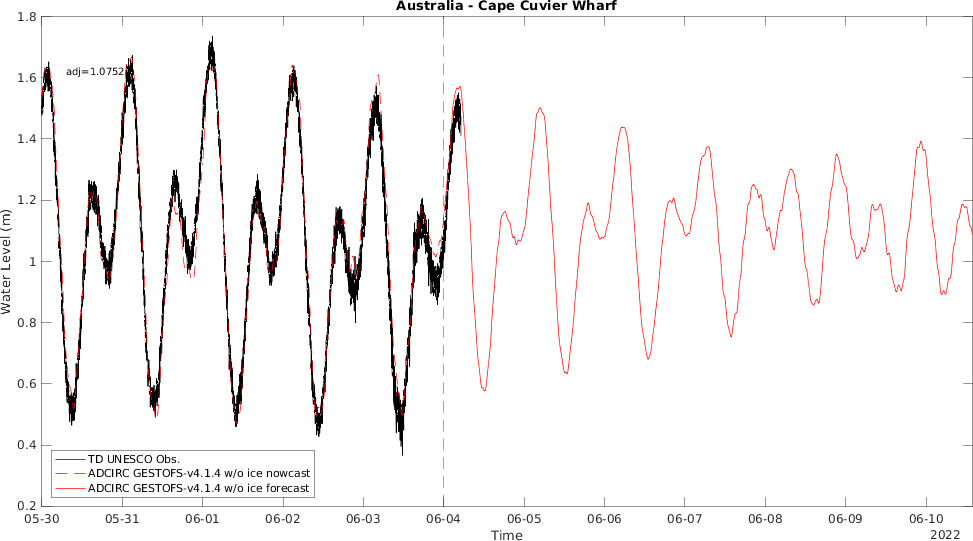 Australia - Cape Cuvier Wharf
1.8
1.6
1.4
1.2
1
0.8
0.6
0.4
0.2
Water Level (m)
adj=1.0752
TD UNESCO Obs.
ADCIRC GESTOFS-v4.1.4 w/o ice nowcast
ADCIRC GESTOFS-v4.1.4 w/o ice forecast
05-30 05-31 06-01 06-02 06-03 06-04 06-05 06-06 06-07 06-08 06-09 06-10
Time
2022